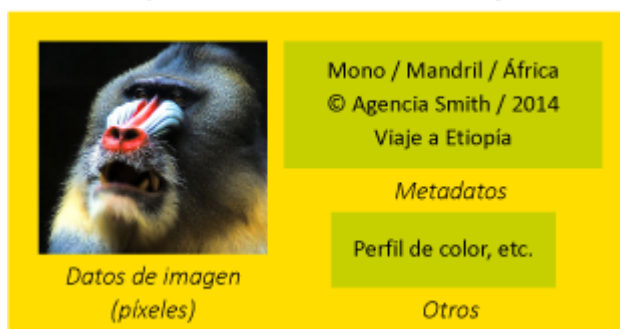 Mono / Mandril / África
© Agencia Smith / 2014
Viaje a Etiopía
Metadatos
Perfil de color, etc.
Datos de imagen
(píxeles)
Otros